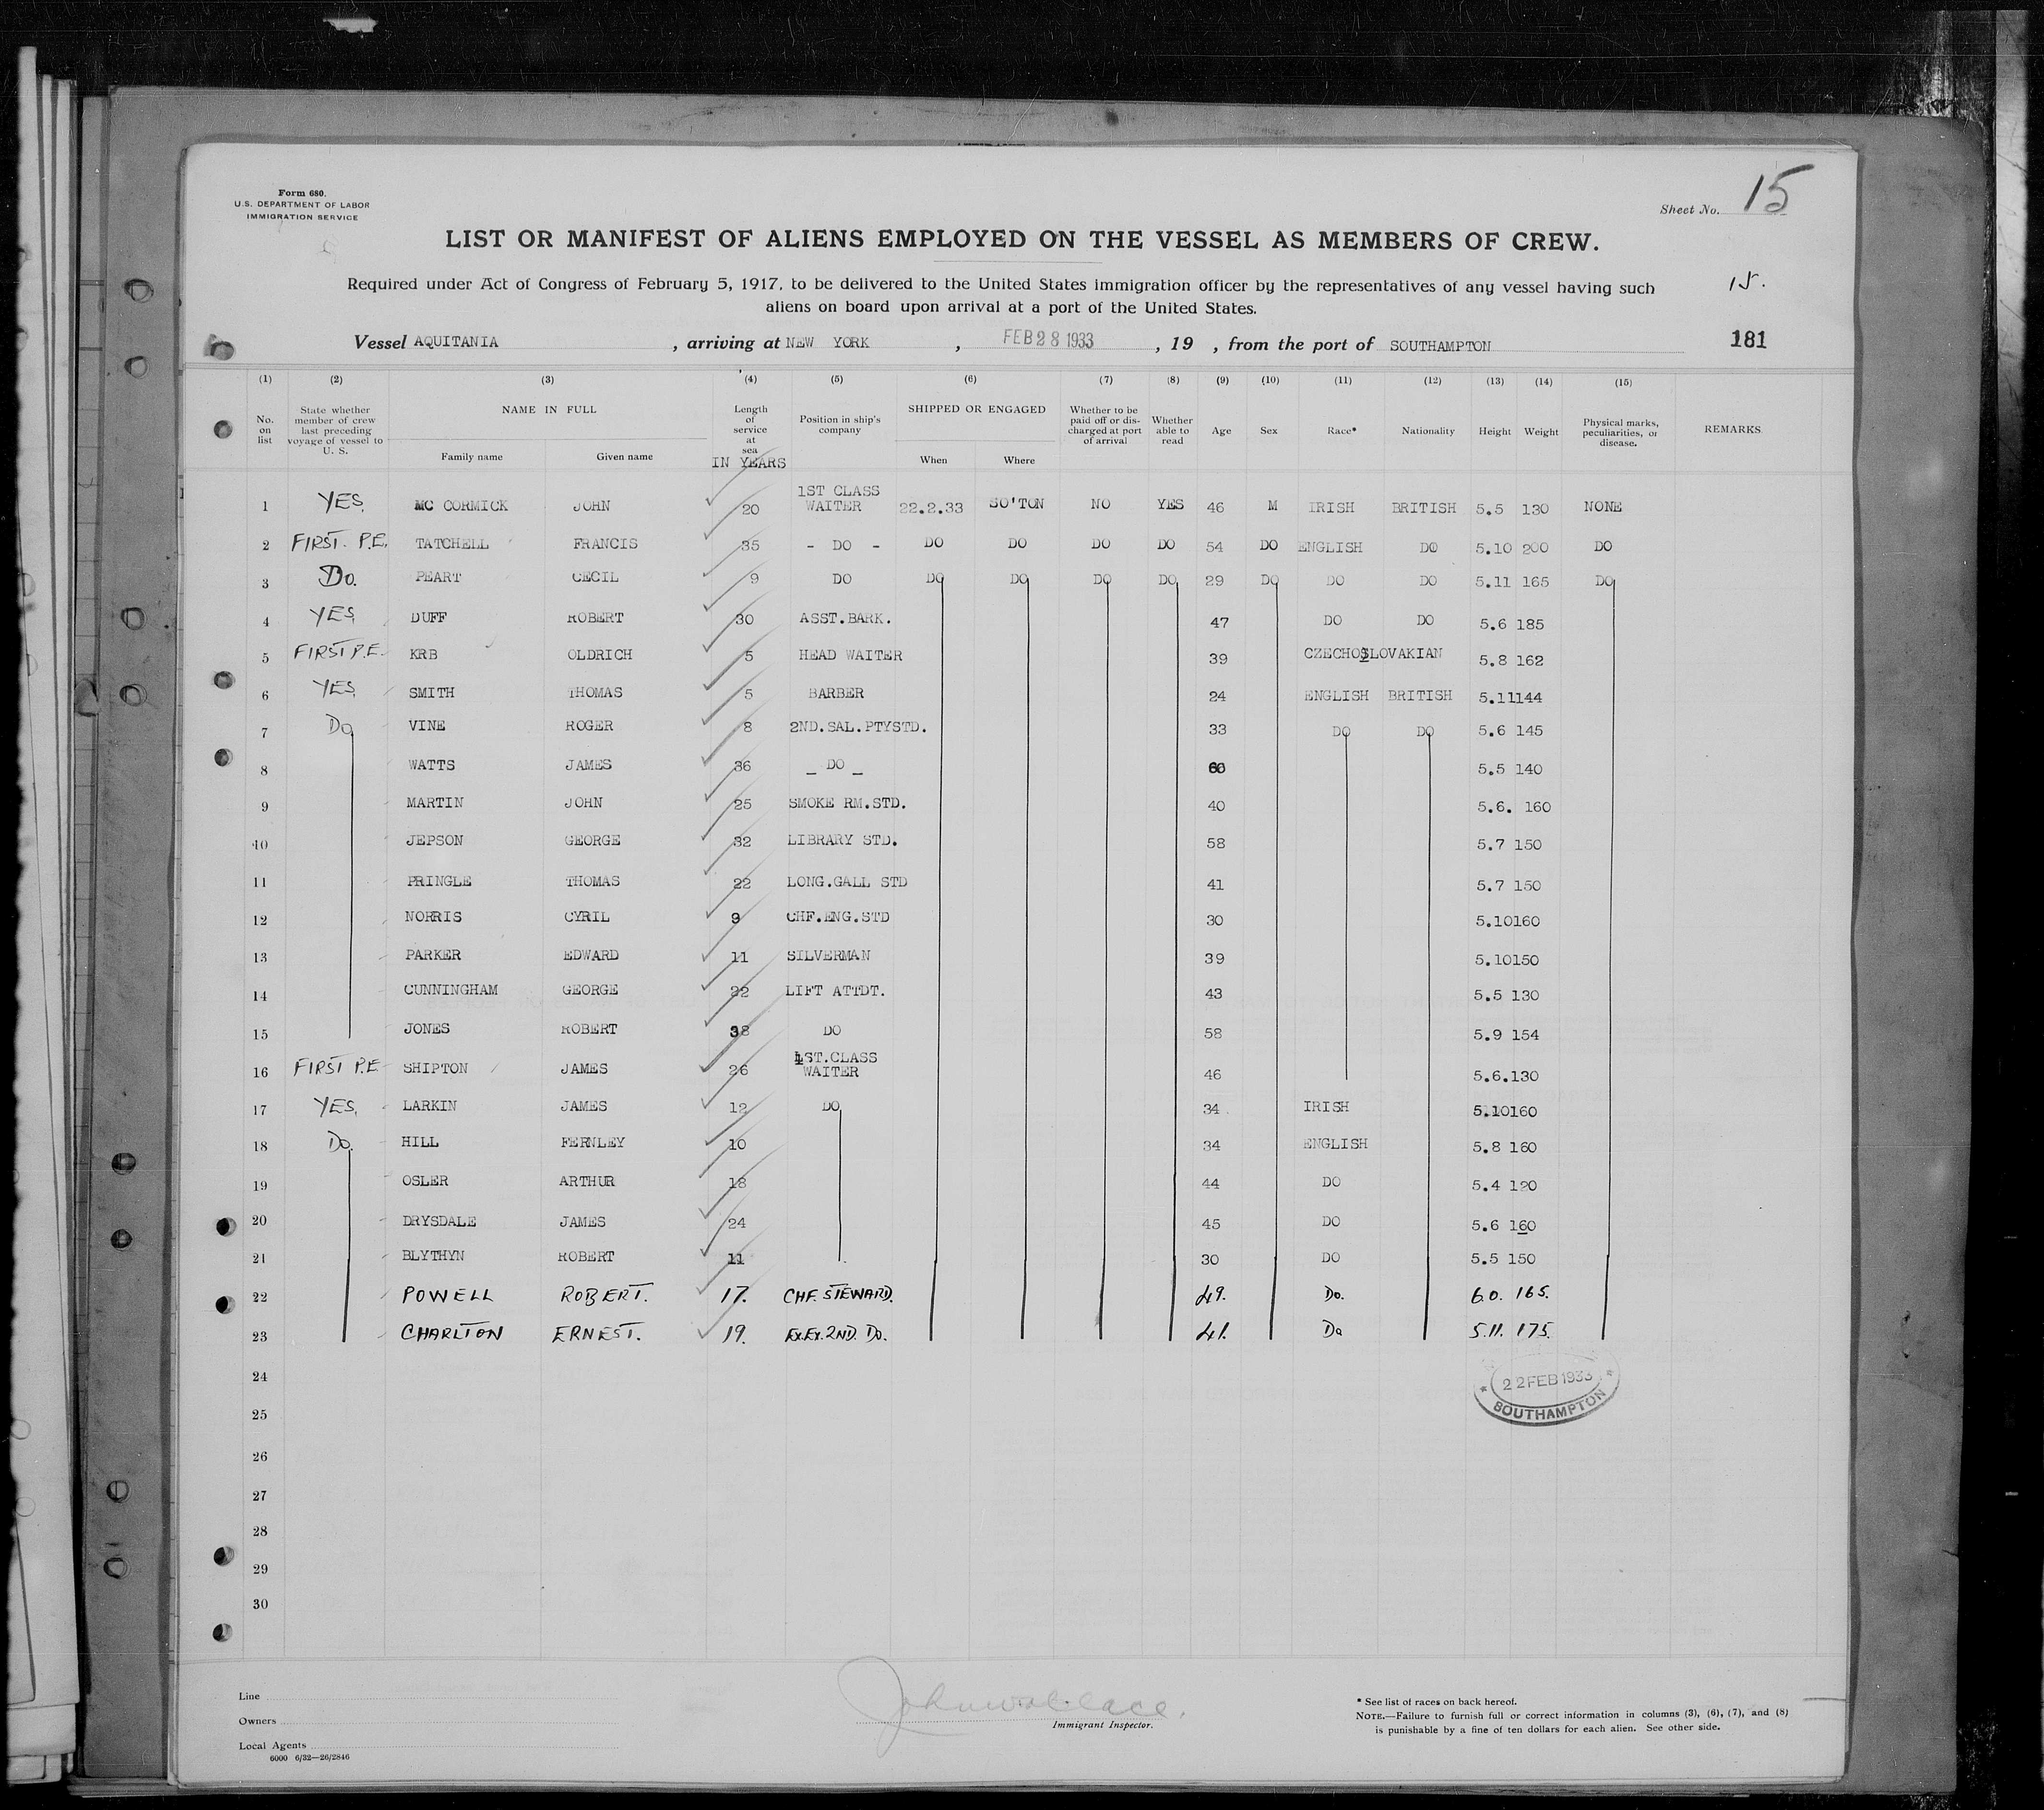 Form 680.
U.S. DEPARTMENT OF LABOR
IMMIGRATION SERVICE
Sheet No. 15
LIST OR MANIFEST OF ALIENS EMPLOYED ON THE VESSEL AS MEMBERS OF CREW.
Required under Act of Congress of February 5, 1917, to be delivered to the United States immigration officer by the representatives of any vessel having such
aliens on board upon arrival at a port of the United States.
15.
Vessel AQUITANIA , arriving at NEW YORK , FEB 28 1933 , 19 , from the port of SOUTHAMPTON 181
(1) (2) (3) (4) (5) (6) (7) (8) (9) (10) (11) (12) (13) (14) (15)
No. on list State whether member of crew last preceding voyage of vessel to U. S. NAME IN FULL Length of service at sea IN YEARS Position in ship's company SHIPPED OR ENGAGED Whether to be paid off or discharged at port of arrival Whether able to read Age Sex Race* Nationality Height Weight Physical marks, peculiarities, or disease. REMARKS
Family name Given name When Where
1 YES, MC CORMICK JOHN 20 1ST CLASS WAITER 22.2.33 SO'TON NO YES 46 M IRISH BRITISH 5.5 130 NONE
2 FIRST. P.E. TATCHELL FRANCIS 35 - DO - DO DO DO DO 54 DO ENGLISH DO 5.10 200 DO
3 Do. PEART CECIL 9 DO DO DO DO DO 29 DO DO DO 5.11 165 DO
4 YES, DUFF ROBERT 30 ASST.BARK. 47 DO DO 5.6 185
5 FIRST P.E. KRB OLDRICH 5 HEAD WAITER 39 CZECHOSLOVAKIAN 5.8 162
6 YES, SMITH THOMAS 5 BARBER 24 ENGLISH BRITISH 5.11 144
7 Do VINE ROGER 8 2ND.SAL.PTYSTD. 33 DO DO 5.6 145
8 WATTS JAMES 36 _ DO _ 60 5.5 140
9 MARTIN JOHN 25 SMOKE RM.STD. 40 5.6. 160
10 JEPSON GEORGE 32 LIBRARY STD. 58 5.7 150
11 PRINGLE THOMAS 22 LONG.GALL STD 41 5.7 150
12 NORRIS CYRIL 9 CHF.ENG.STD 30 5.10 160
13 PARKER EDWARD 11 SILVERMAN 39 5.10 150
14 CUNNINGHAM GEORGE 22 LIFT ATTDT. 43 5.5 130
15 JONES ROBERT 38 DO 58 5.9 154
16 FIRST P.E SHIPTON JAMES 26 1ST.CLASS WAITER 46 5.6. 130
17 YES, LARKIN JAMES 12 DO 34 IRISH 5.10 160
18 Do. HILL FERNLEY 10 34 ENGLISH 5.8 160
19 OSLER ARTHUR 18 44 DO 5.4 120
20 DRYSDALE JAMES 24 45 DO 5.6 160
21 BLYTHYN ROBERT 11 30 DO 5.5 150
22 POWELL ROBERT. 17. CHF. STEWARD. 49. Do. 6.0. 165.
23 CHARLTON ERNEST. 19. Ex.Ex.2ND. Do. 41. Do 5.11. 175.
24
22 FEB 1933
SOUTHAMPTON
25
26
27
28
29
30
Line
Owners
Local Agents
6000 6/32—26/2846
John Wallace.
Immigrant Inspector.
* See list of races on back hereof.
NOTE.—Failure to furnish full or correct information in columns (3), (6), (7), and (8)
is punishable by a fine of ten dollars for each alien. See other side.